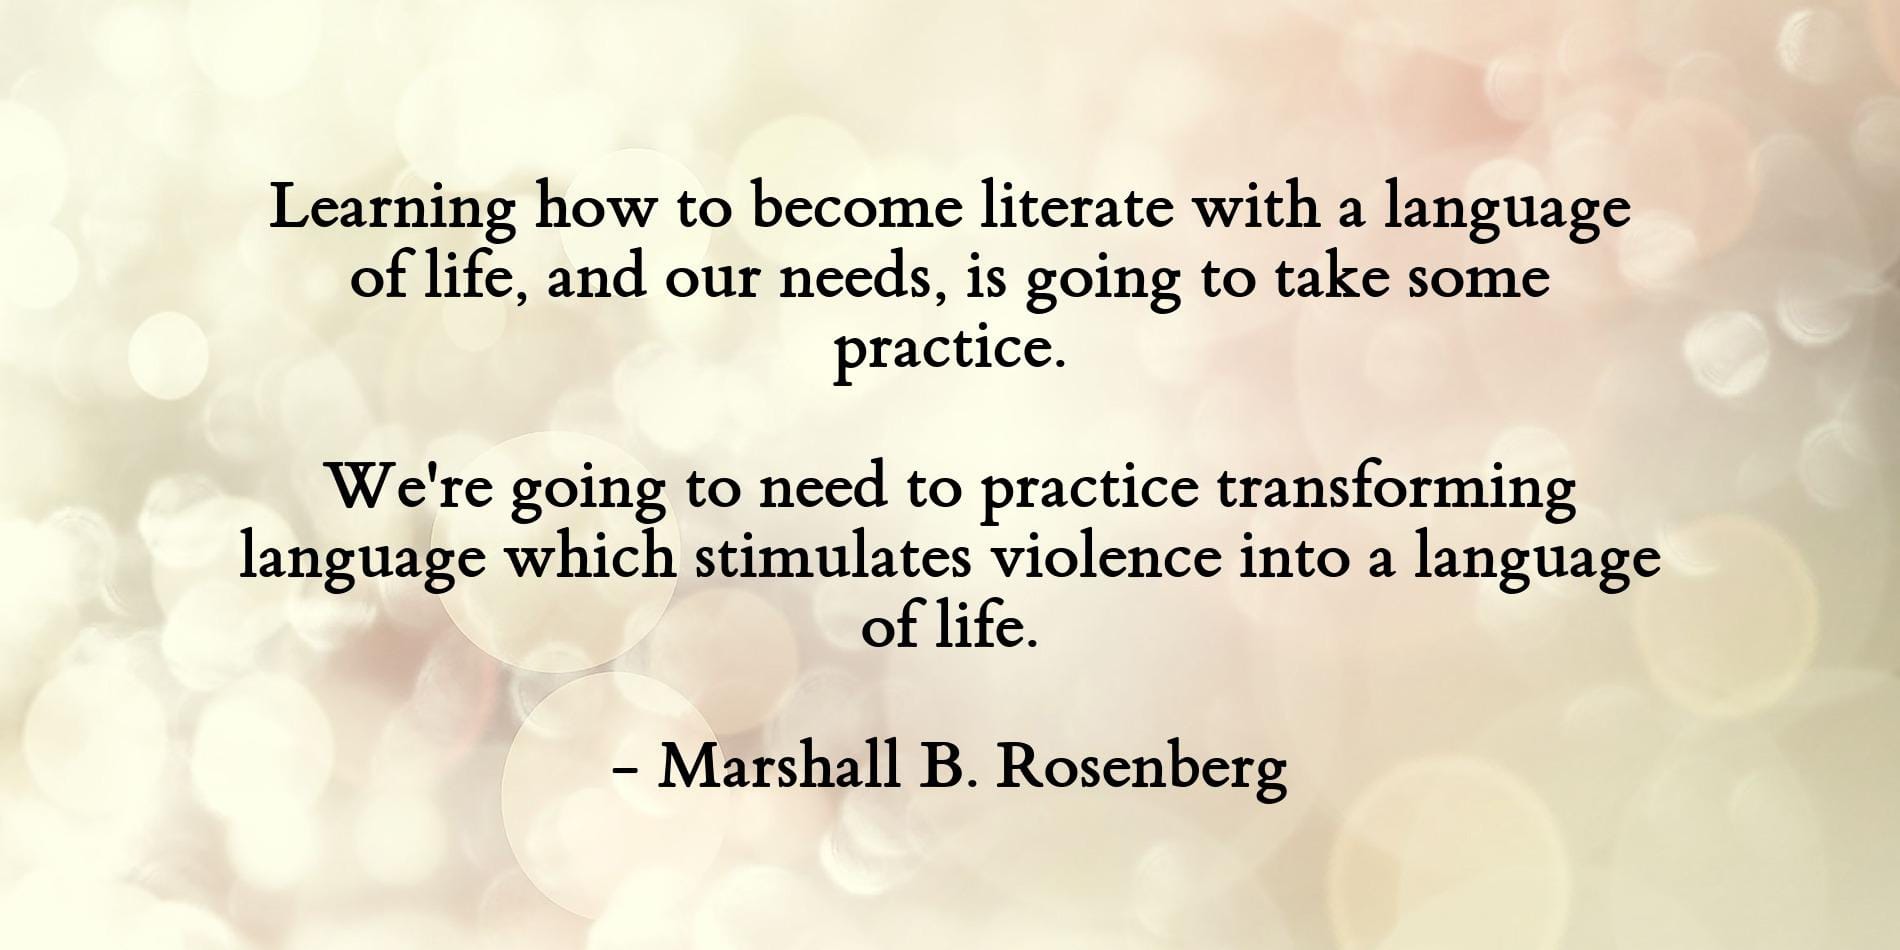 Learning how to become literate with a language
of life, and our needs, is going to take some
practice.
We're going to need to practice transforming
language which stimulates violence into a language
of life.
– Marshall B. Rosenberg